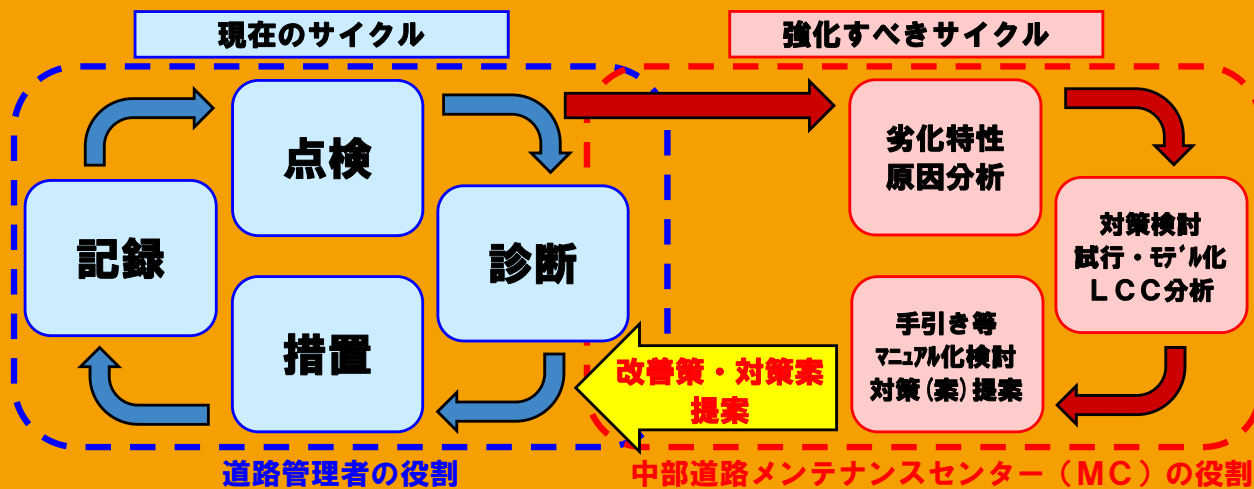 現在のサイクル
強化すべきサイクル
点検
記録
診断
措置
劣化特性
原因分析
対策検討
試行・ﾓﾃﾞﾙ化
ＬＣＣ分析
手引き等
ﾏﾆｭｱﾙ化検討
対策(案)提案
改善策・対策案
提案
道路管理者の役割
中部道路メンテナンスセンター（ＭＣ）の役割